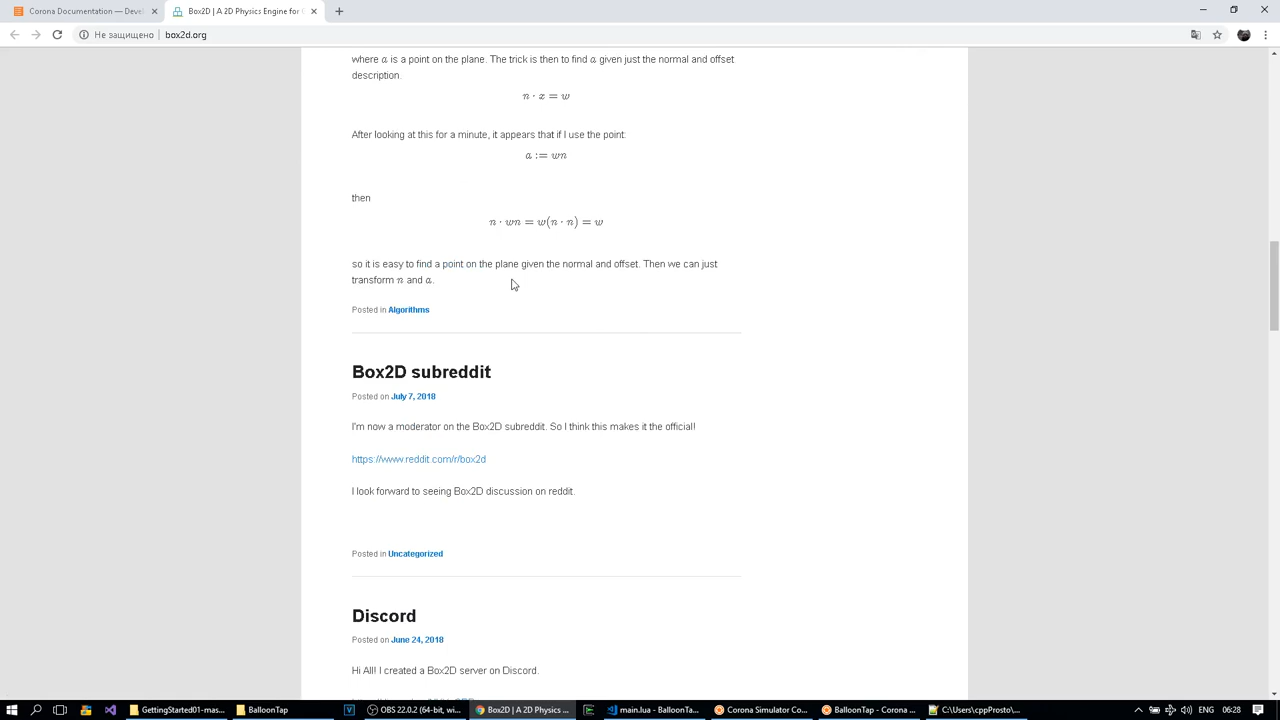 Corona Documentation — Devel
Box2D | A 2D Physics Engine for G
Не защищено | box2d.org
where a is a point on the plane. The trick is then to find a given just the normal and offset
description.
n · x = w
After looking at this for a minute, it appears that if I use the point:
a := wn
then
n · wn = w(n · n) = w
so it is easy to find a point on the plane given the normal and offset. Then we can just
transform n and a.
Posted in Algorithms
Box2D subreddit
Posted on July 7, 2018
I'm now a moderator on the Box2D subreddit. So I think this makes it the official!
https://www.reddit.com/r/box2d
I look forward to seeing Box2D discussion on reddit.
Posted in Uncategorized
Discord
Posted on June 24, 2018
Hi All! I created a Box2D server on Discord.
GettingStarted01-mas...
BalloonTap
OBS 22.0.2 (64-bit, wi...
Box2D | A 2D Physics ...
main.lua - BalloonTa...
Corona Simulator Co...
BalloonTap - Corona ...
C:\Users\cppProsto\...
ENG
06:28